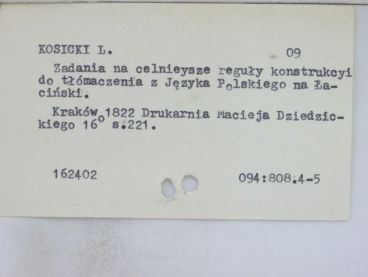 KOSICKI L. 09
Zadania na celnieysze reguły konstrukcyi
do tłómaczenia z Języka Polskiego na Ła-
ciński.
Kraków 1822 Drukarnia Macieja Dziedzic-
kiego 16° s.221.
162402 094:808.4-5